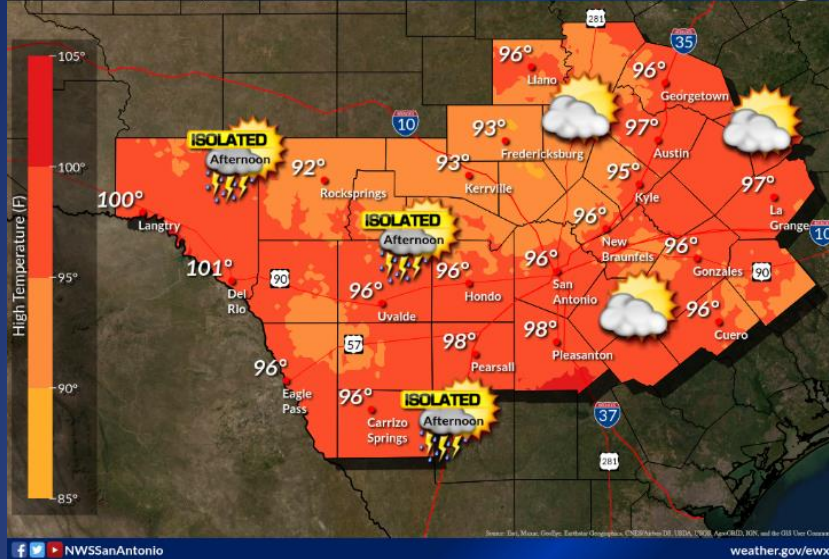 105°
100°
95°
90°
85°
High Temperature (F)
281
35
10
96°
Llano
96°
Georgetown
ISOLATED
Afternoon
92°
Rocksprings
93°
Fredericksburg
93°
Kerrville
97°
Austin
95°
Kyle
97°
La
Grange
100°
Langtry
ISOLATED
Afternoon
96°
New
Braunfels
10
101°
Del
Rio
90
96°
Uvalde
96°
Hondo
96°
San
Antonio
96°
Gonzales
90
96°
Cuero
57
98°
Pearsall
98°
Pleasanton
96°
Eagle
Pass
96°
Carrizo
Springs
ISOLATED
Afternoon
37
281
NWSSanAntonio
weather.gov/ewx